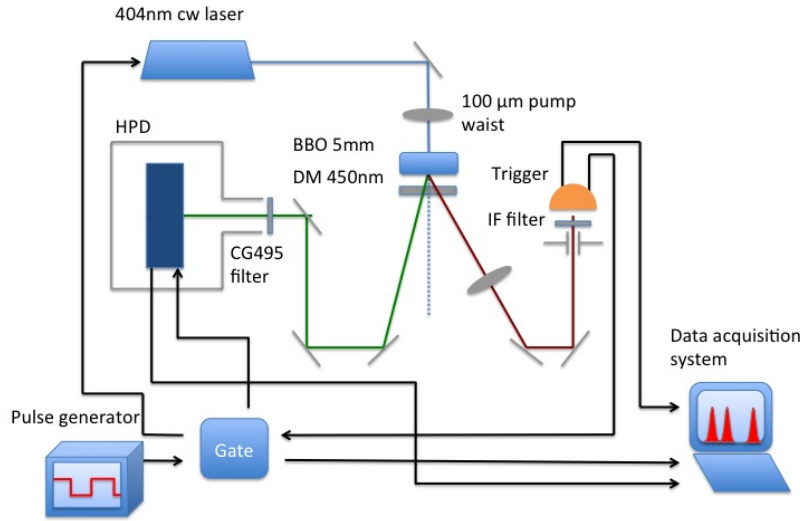 404nm cw laser
HPD
100 μm pump
waist
BBO 5mm
DM 450nm
Trigger
IF filter
CG495
filter
Data acquisition
system
Pulse generator
Gate